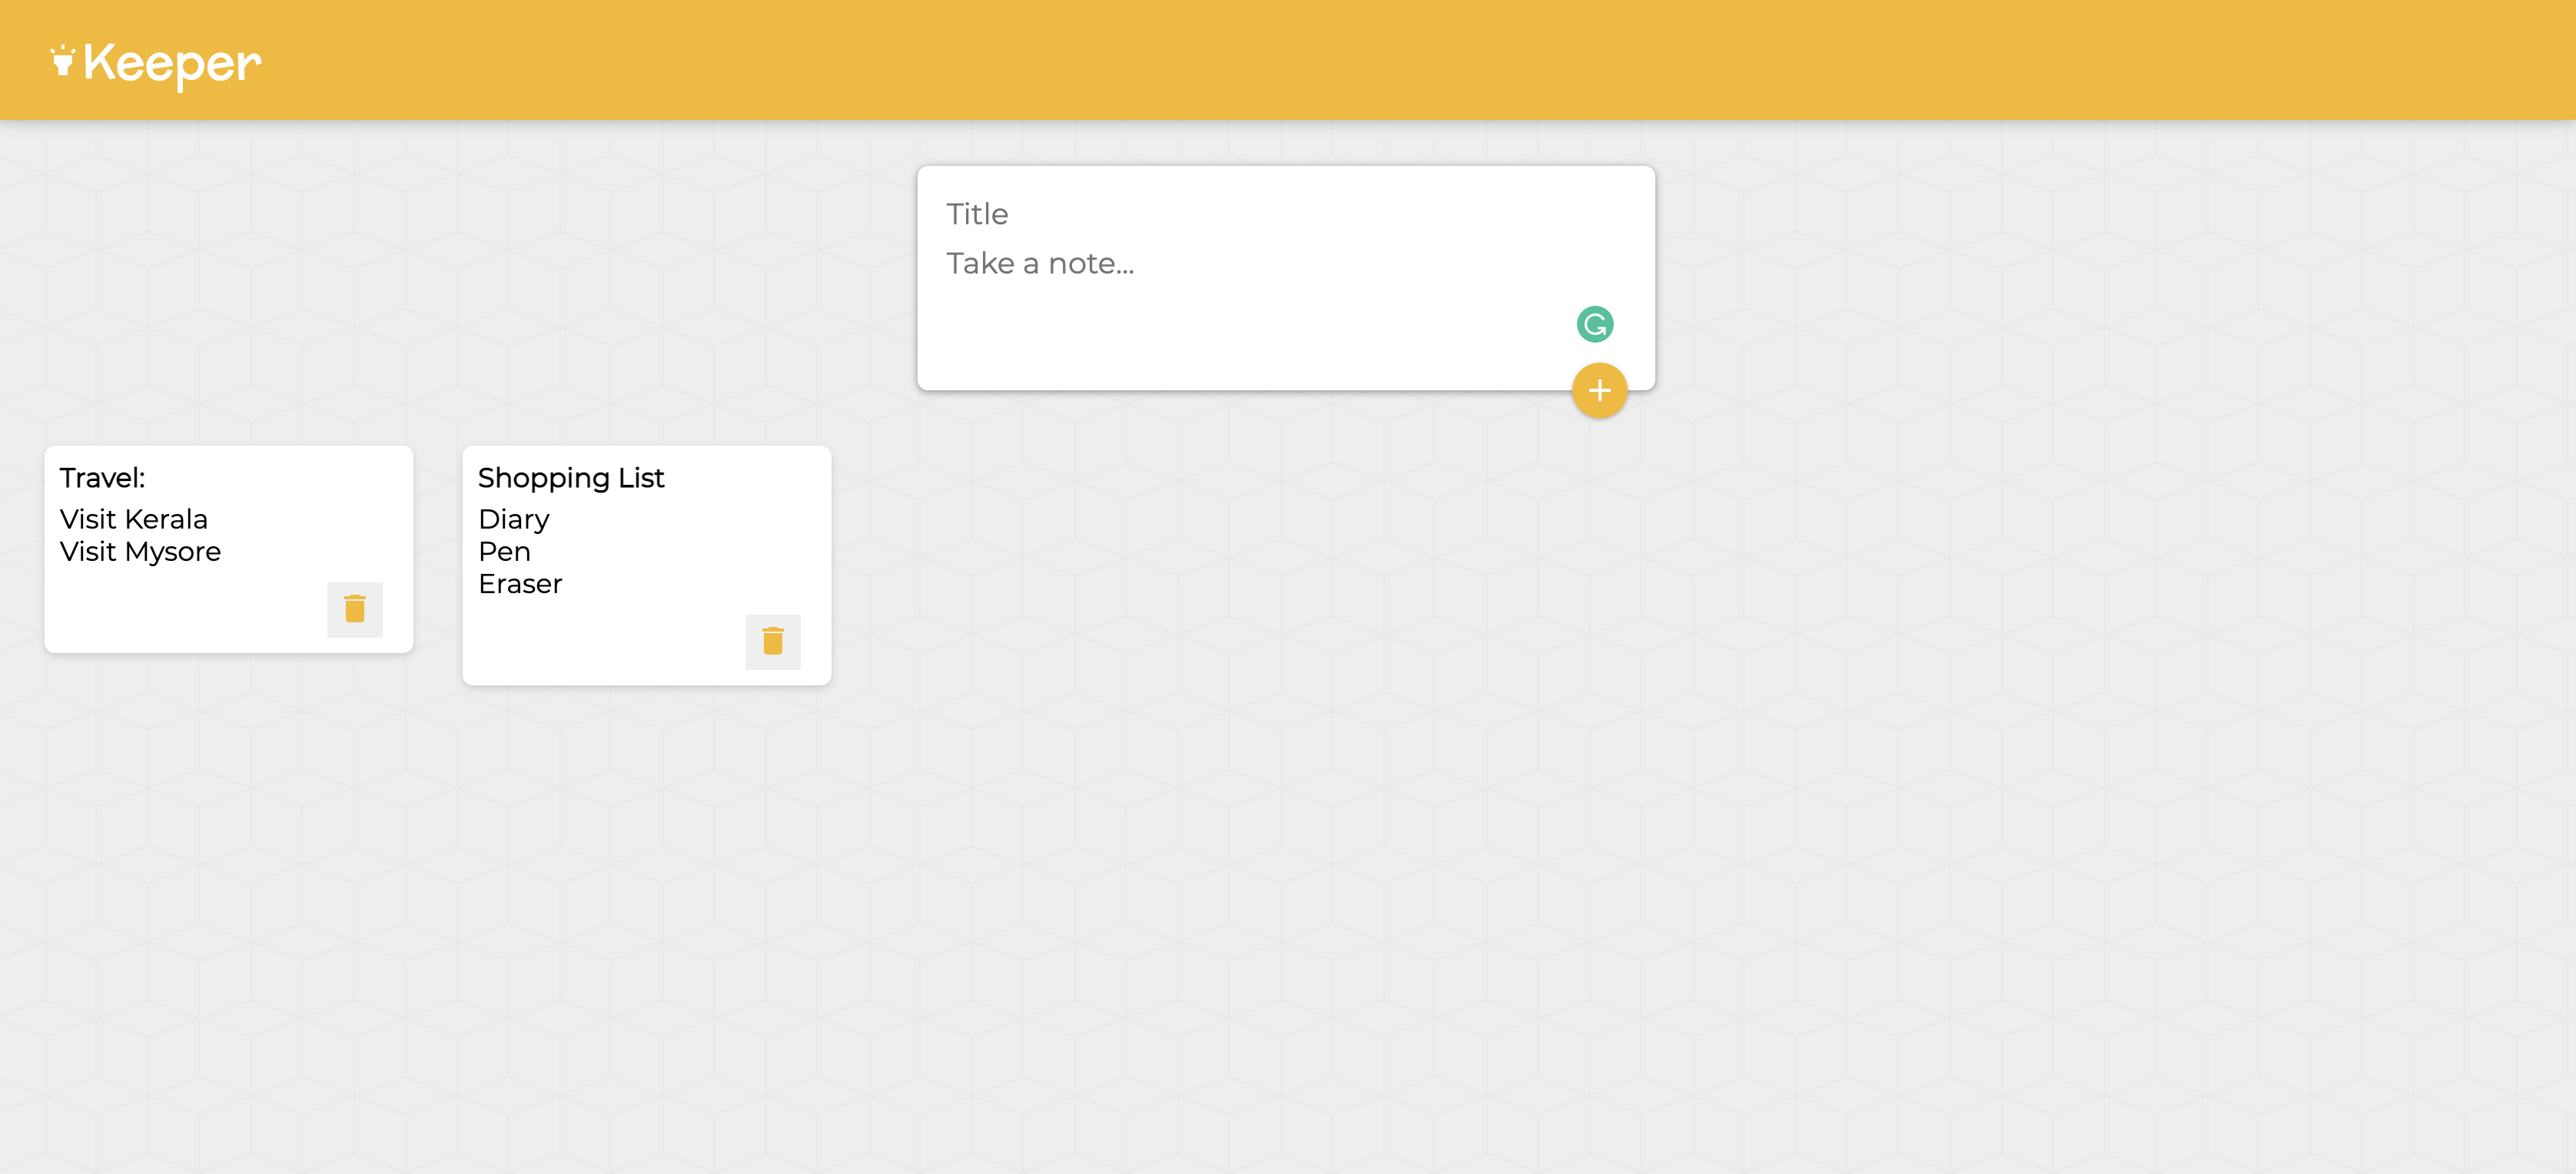 Keeper
Title
Take a note...
Travel:
Visit Kerala
Visit Mysore
Shopping List
Diary
Pen
Eraser